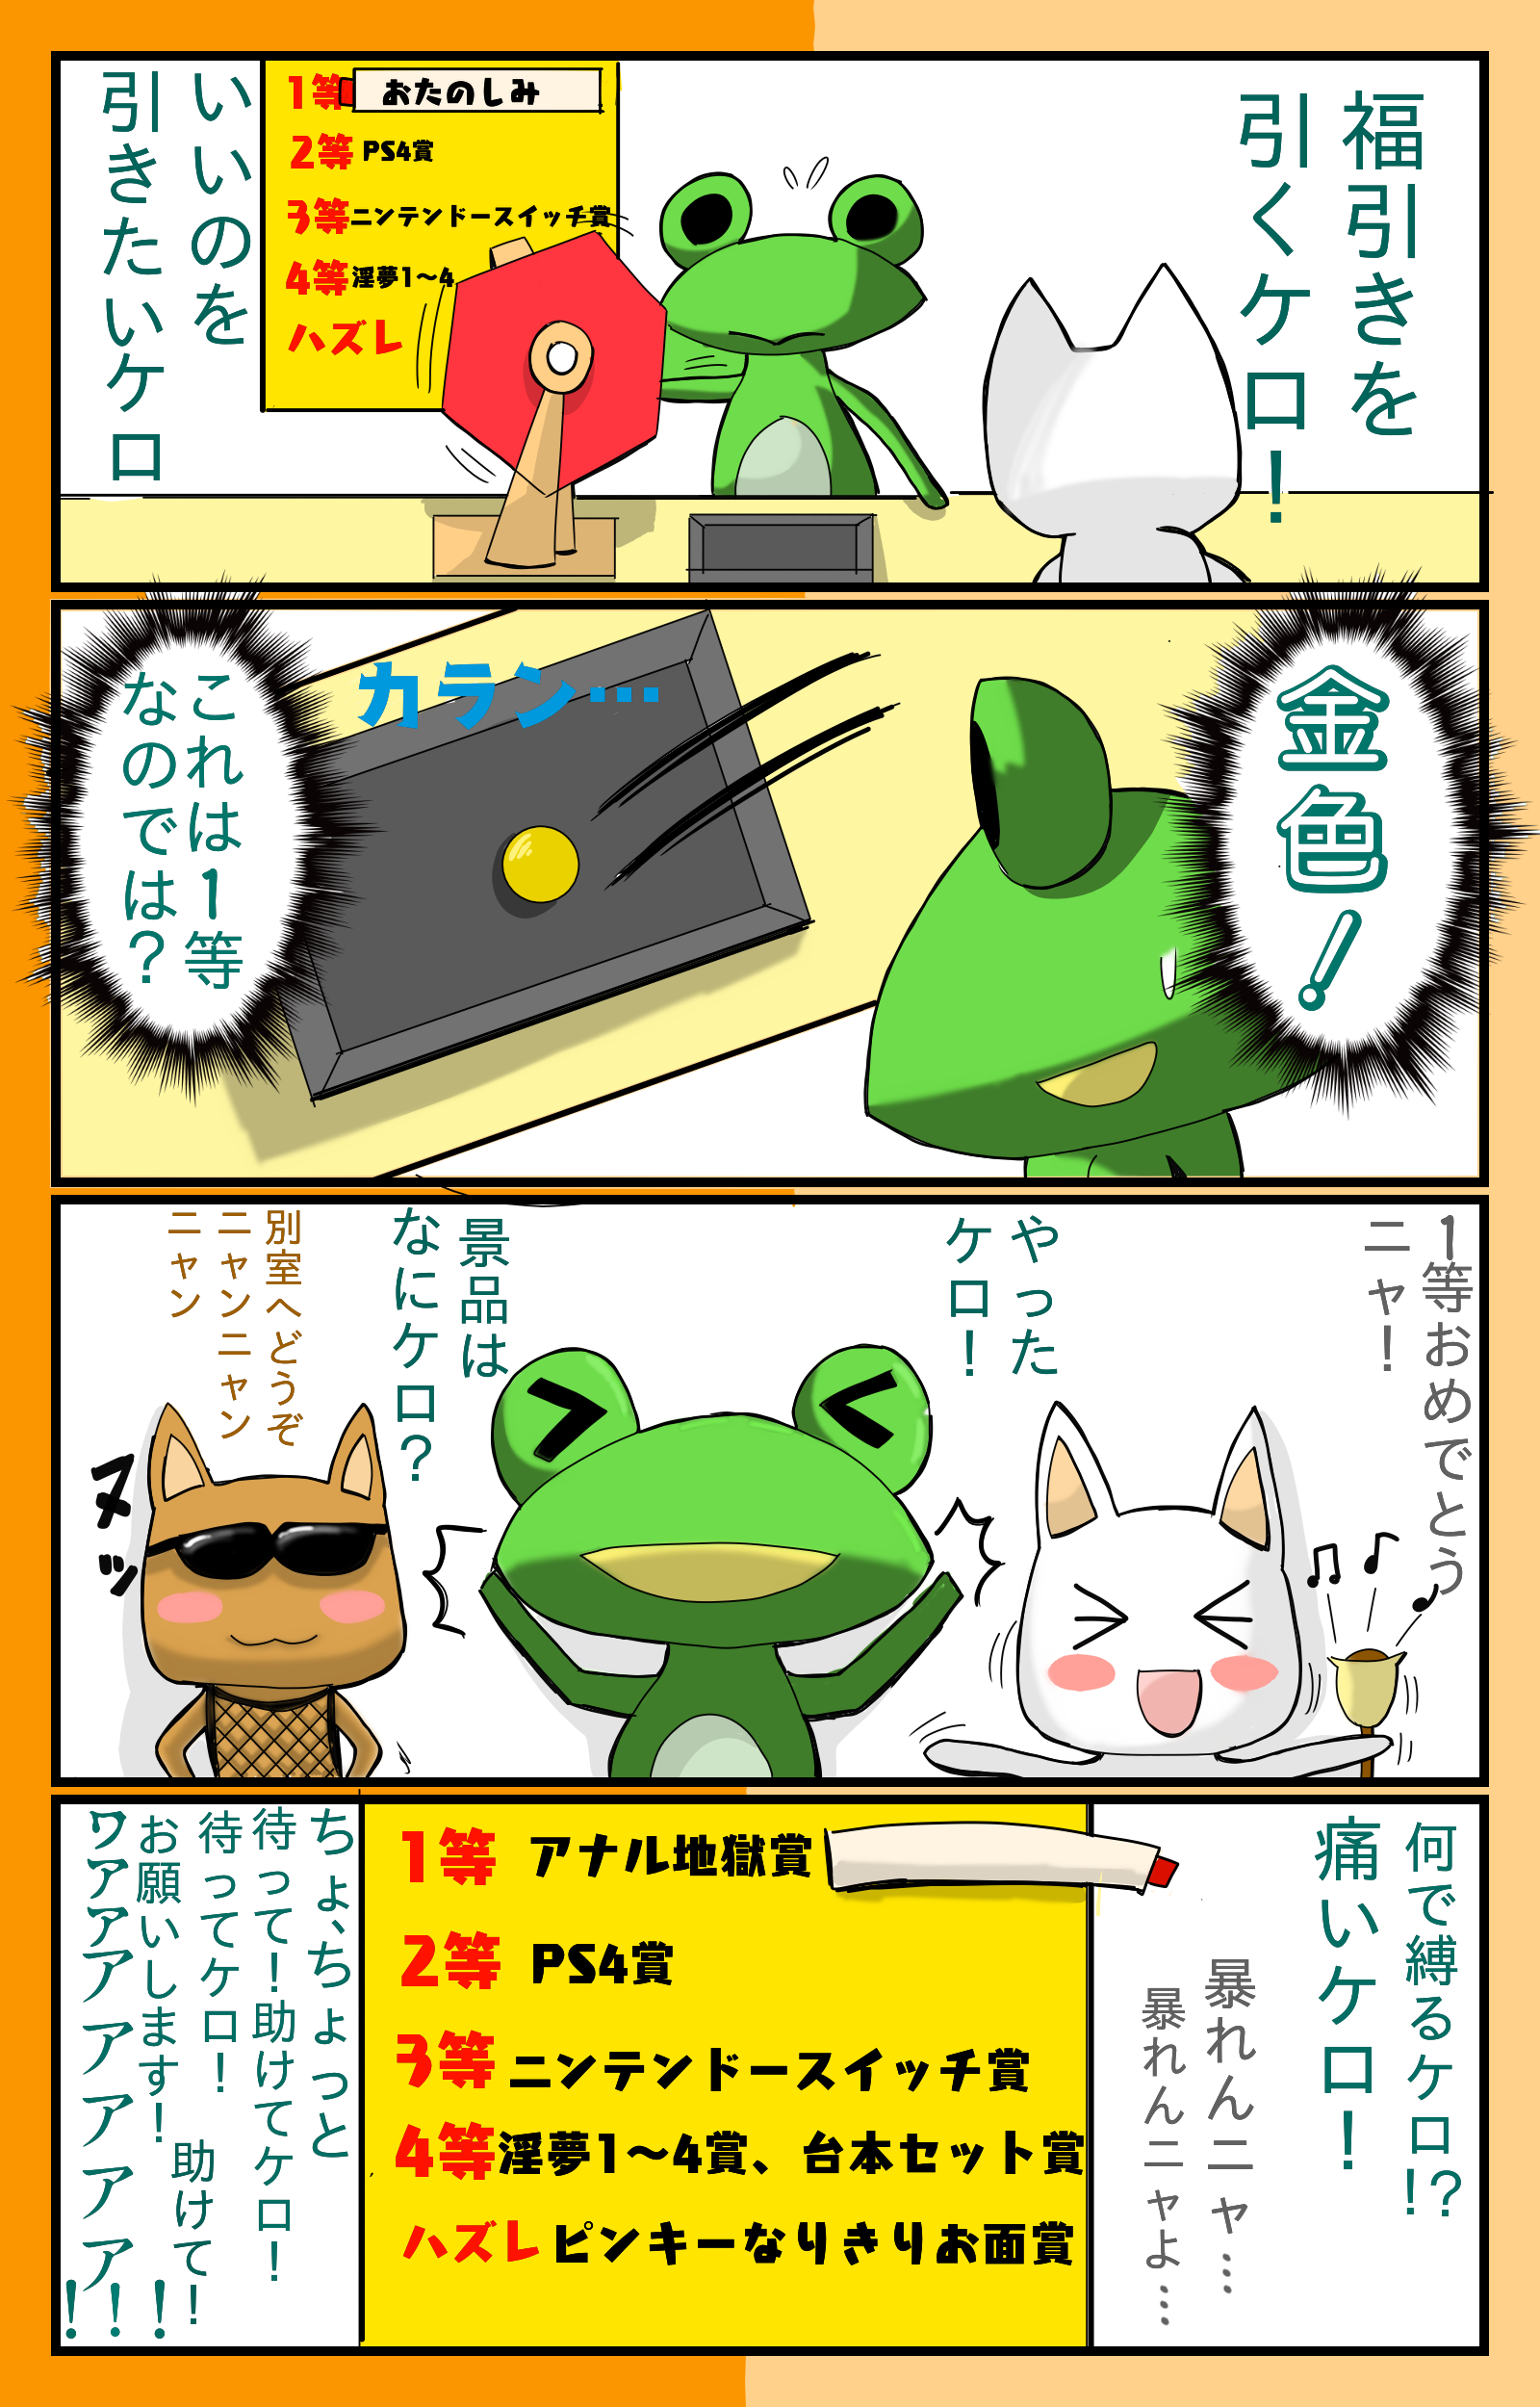 福引きを
引くケロ！
1等 おたのしみ
2等 PS4賞
3等 ニンテンドースイッチ賞
4等 淫夢1～4
ハズレ
いいのを
引きたいケロ
金色！
カラン…
これは1等
なのでは？
1等おめでとう
ニャ！
やった
ケロ！
景品は
なにケロ？
別室へどうぞ
ニャンニャン
ニャン
ヌッ
何で縛るケロ！？
痛いケロ！
暴れんニャ…
暴れんニャよ…
1等 アナル地獄賞
2等 PS4賞
3等 ニンテンドースイッチ賞
4等 淫夢1～4賞、台本セット賞
ハズレ ピンキーなりきりお面賞
ちょ、ちょっと
待って！助けてケロ！
待ってケロ！
助けて！
お願いします！
ワアアアアアアア！！！